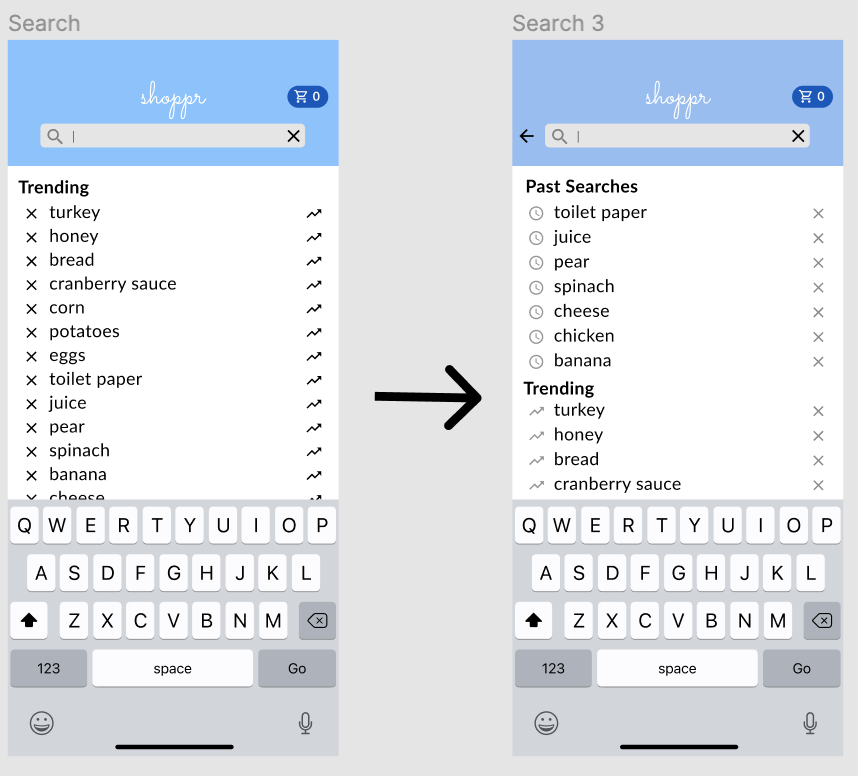 Search
shoppr
0
Trending
turkey
honey
bread
cranberry sauce
corn
potatoes
eggs
toilet paper
juice
pear
spinach
banana
cheese
Q W E R T Y U I O P
A S D F G H J K L
Z X C V B N M
123 space Go
Search 3
shoppr
0
Past Searches
toilet paper
juice
pear
spinach
cheese
chicken
banana
Trending
turkey
honey
bread
cranberry sauce
Q W E R T Y U I O P
A S D F G H J K L
Z X C V B N M
123 space Go